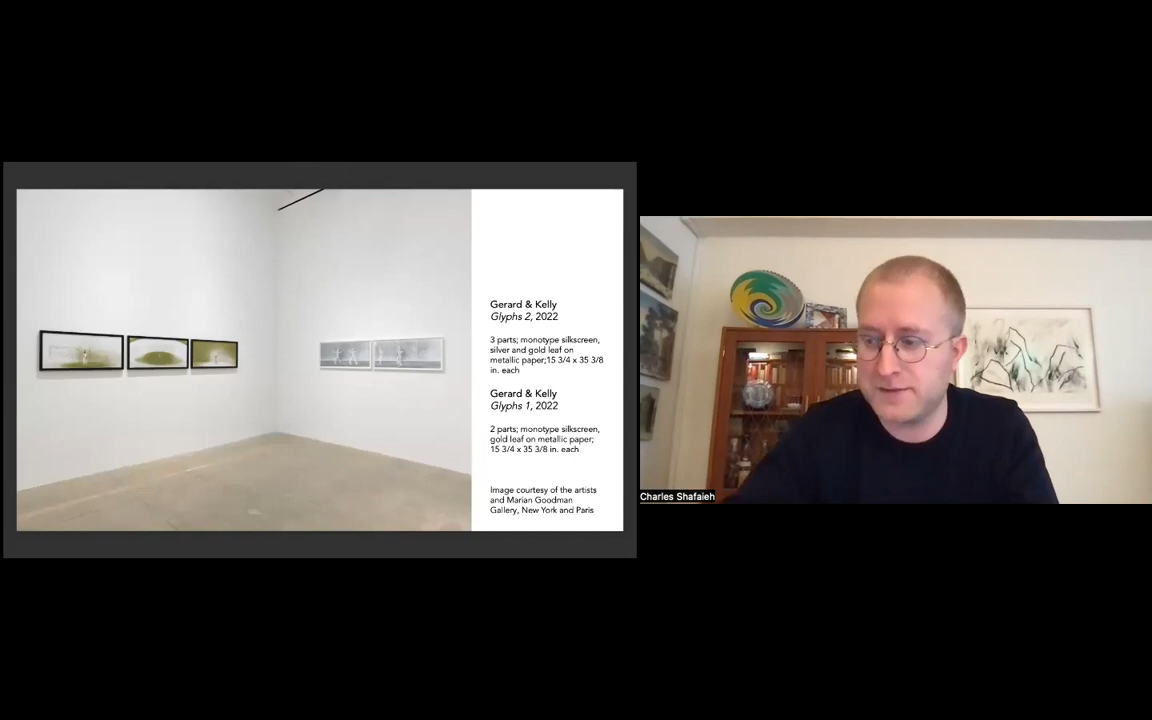 Gerard & Kelly
Glyphs 2, 2022
3 parts; monotype silkscreen,
silver and gold leaf on
metallic paper;15 3/4 x 35 3/8
in. each
Gerard & Kelly
Glyphs 1, 2022
2 parts; monotype silkscreen,
gold leaf on metallic paper;
15 3/4 x 35 3/8 in. each
Image courtesy of the artists
and Marian Goodman
Gallery, New York and Paris
Charles Shafaieh